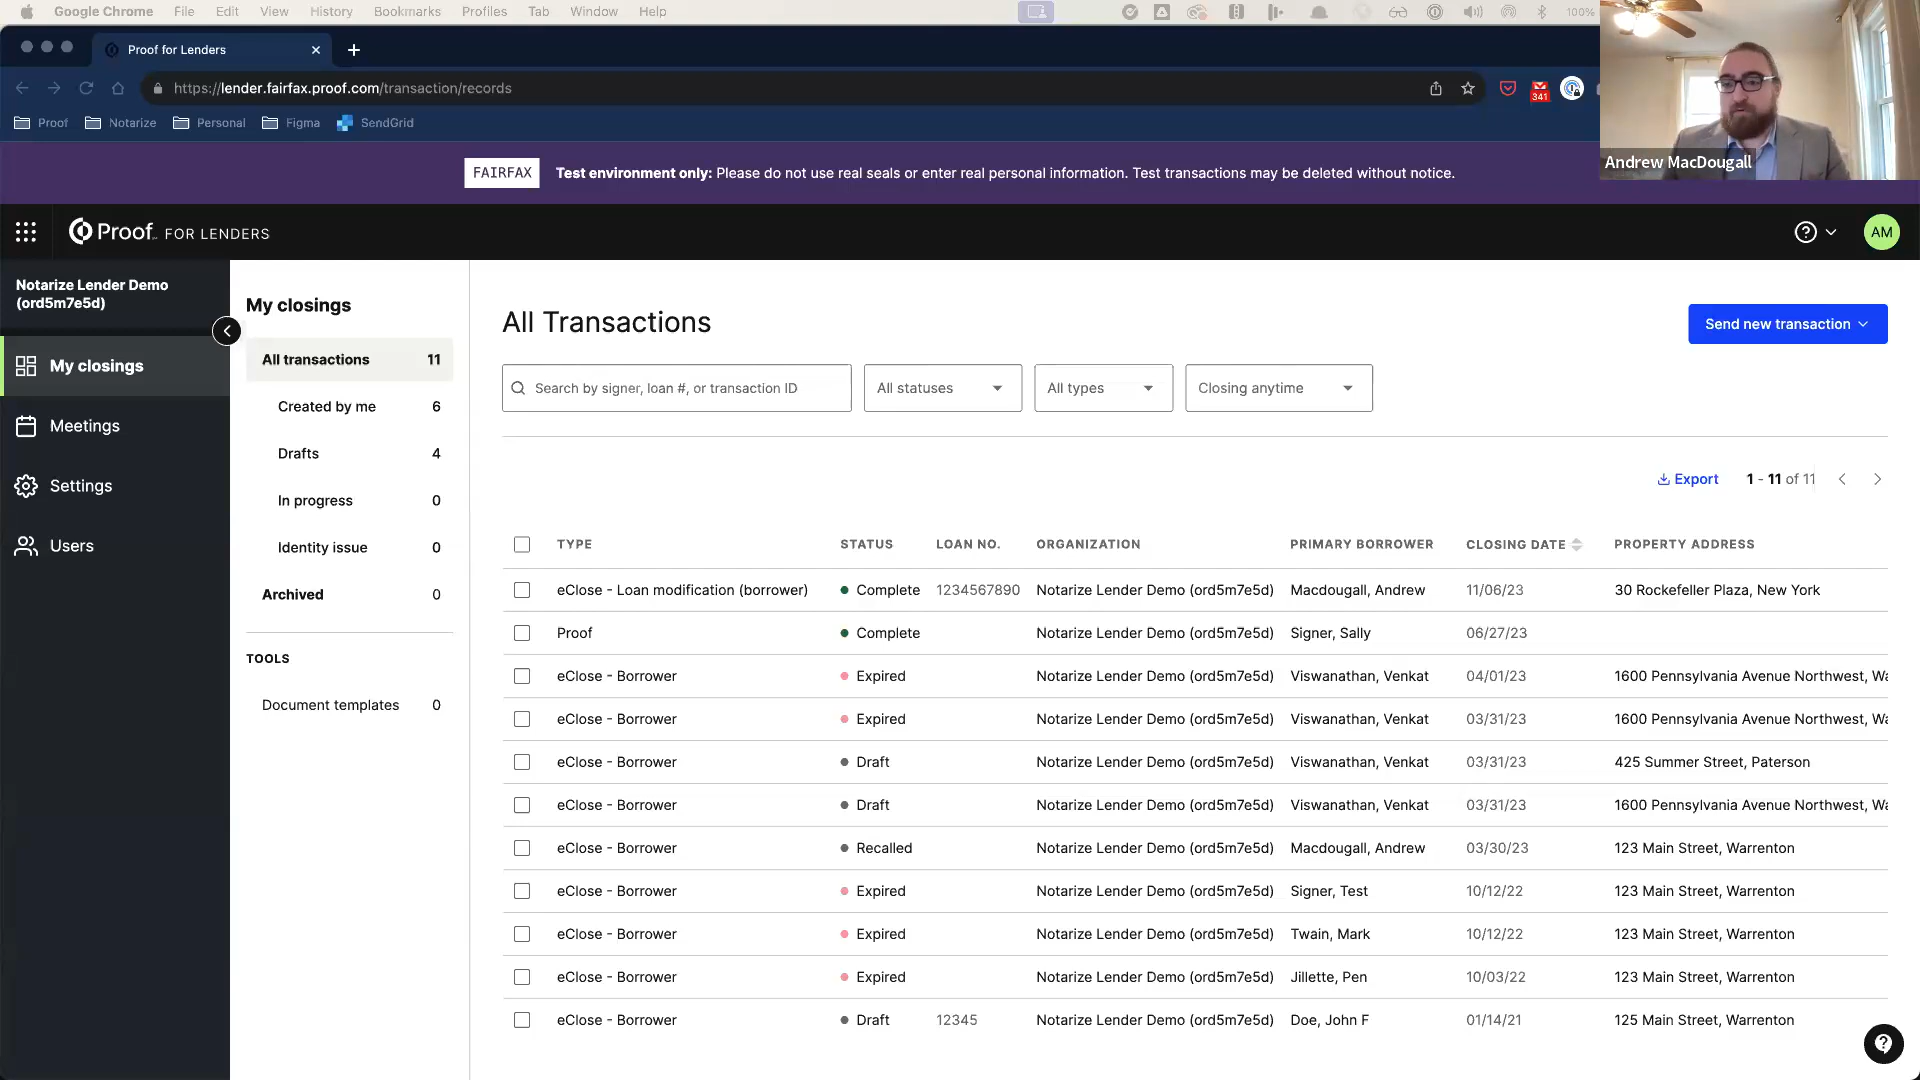 Google Chrome File Edit View History Bookmarks Profiles Tab Window Help 100%
Proof for Lenders
https://lender.fairfax.proof.com/transaction/records
341
Proof Notarize Personal Figma SendGrid
Andrew MacDougall
FAIRFAX Test environment only: Please do not use real seals or enter real personal information. Test transactions may be deleted without notice.
Proof FOR LENDERS
AM
Notarize Lender Demo
(ord5m7e5d)
My closings
Meetings
Settings
Users
My closings
All transactions 11
Created by me 6
Drafts 4
In progress 0
Identity issue 0
Archived 0
TOOLS
Document templates 0
All Transactions
Send new transaction
Search by signer, loan #, or transaction ID
All statuses
All types
Closing anytime
Export 1 - 11 of 11
TYPE STATUS LOAN NO. ORGANIZATION PRIMARY BORROWER CLOSING DATE PROPERTY ADDRESS
eClose - Loan modification (borrower) Complete 1234567890 Notarize Lender Demo (ord5m7e5d) Macdougall, Andrew 11/06/23 30 Rockefeller Plaza, New York
Proof Complete Notarize Lender Demo (ord5m7e5d) Signer, Sally 06/27/23
eClose - Borrower Expired Notarize Lender Demo (ord5m7e5d) Viswanathan, Venkat 04/01/23 1600 Pennsylvania Avenue Northwest, Wa
eClose - Borrower Expired Notarize Lender Demo (ord5m7e5d) Viswanathan, Venkat 03/31/23 1600 Pennsylvania Avenue Northwest, Wa
eClose - Borrower Draft Notarize Lender Demo (ord5m7e5d) Viswanathan, Venkat 03/31/23 425 Summer Street, Paterson
eClose - Borrower Draft Notarize Lender Demo (ord5m7e5d) Viswanathan, Venkat 03/31/23 1600 Pennsylvania Avenue Northwest, Wa
eClose - Borrower Recalled Notarize Lender Demo (ord5m7e5d) Macdougall, Andrew 03/30/23 123 Main Street, Warrenton
eClose - Borrower Expired Notarize Lender Demo (ord5m7e5d) Signer, Test 10/12/22 123 Main Street, Warrenton
eClose - Borrower Expired Notarize Lender Demo (ord5m7e5d) Twain, Mark 10/12/22 123 Main Street, Warrenton
eClose - Borrower Expired Notarize Lender Demo (ord5m7e5d) Jillette, Pen 10/03/22 123 Main Street, Warrenton
eClose - Borrower Draft 12345 Notarize Lender Demo (ord5m7e5d) Doe, John F 01/14/21 125 Main Street, Warrenton